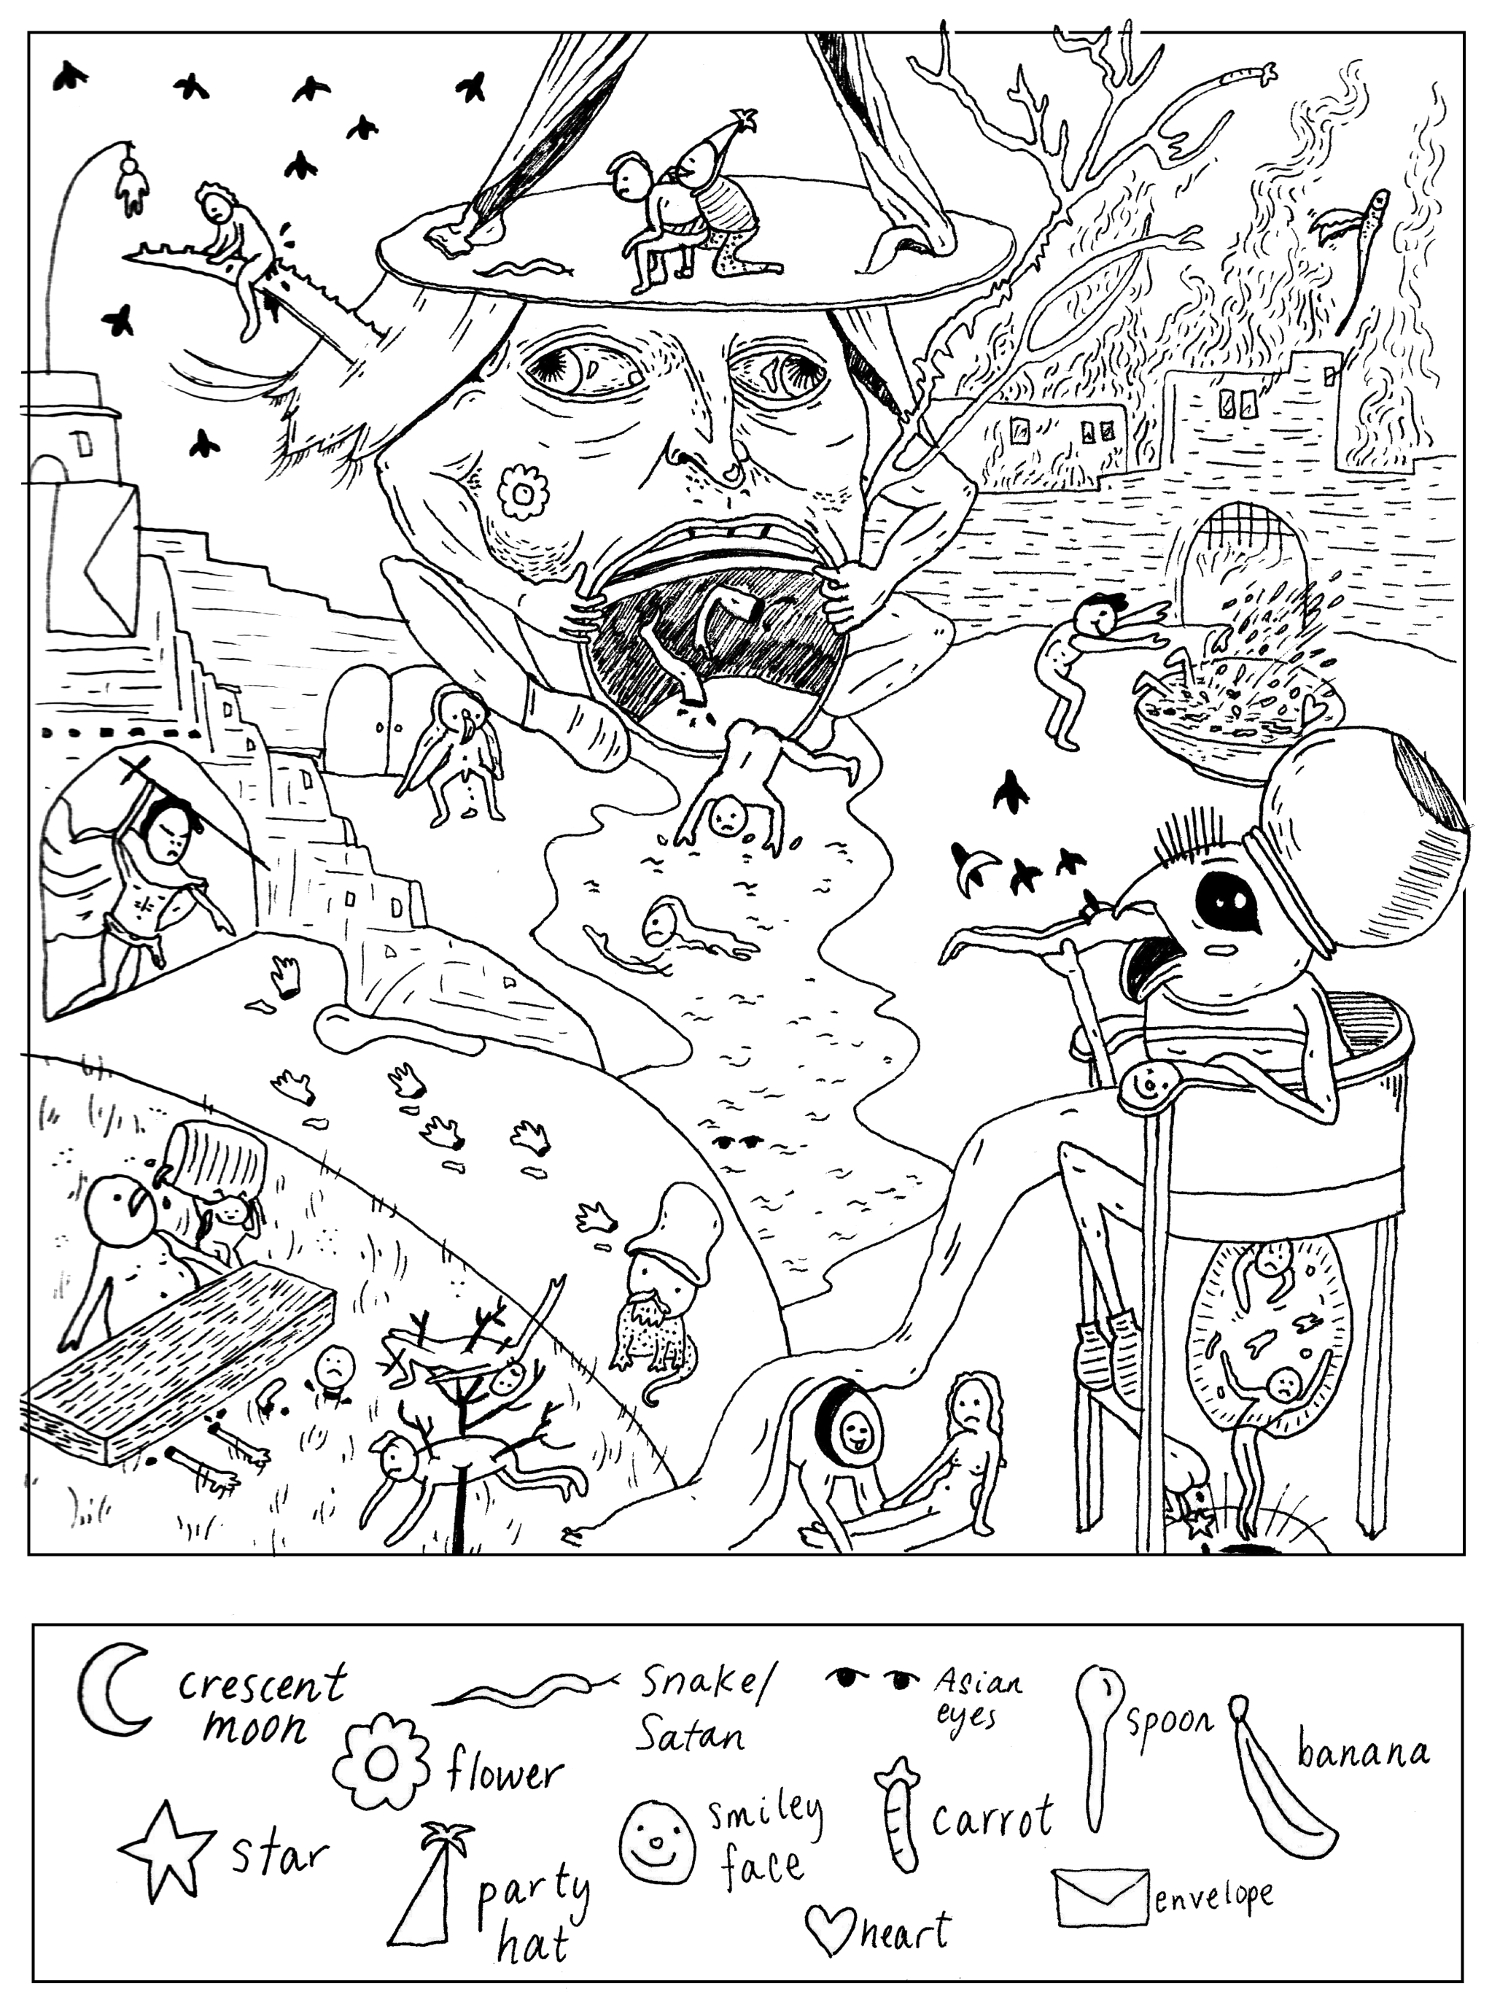 crescent
moon
flower
Snake/
Satan
Asian
eyes
spoon
banana
star
party
hat
smiley
face
carrot
heart
envelope